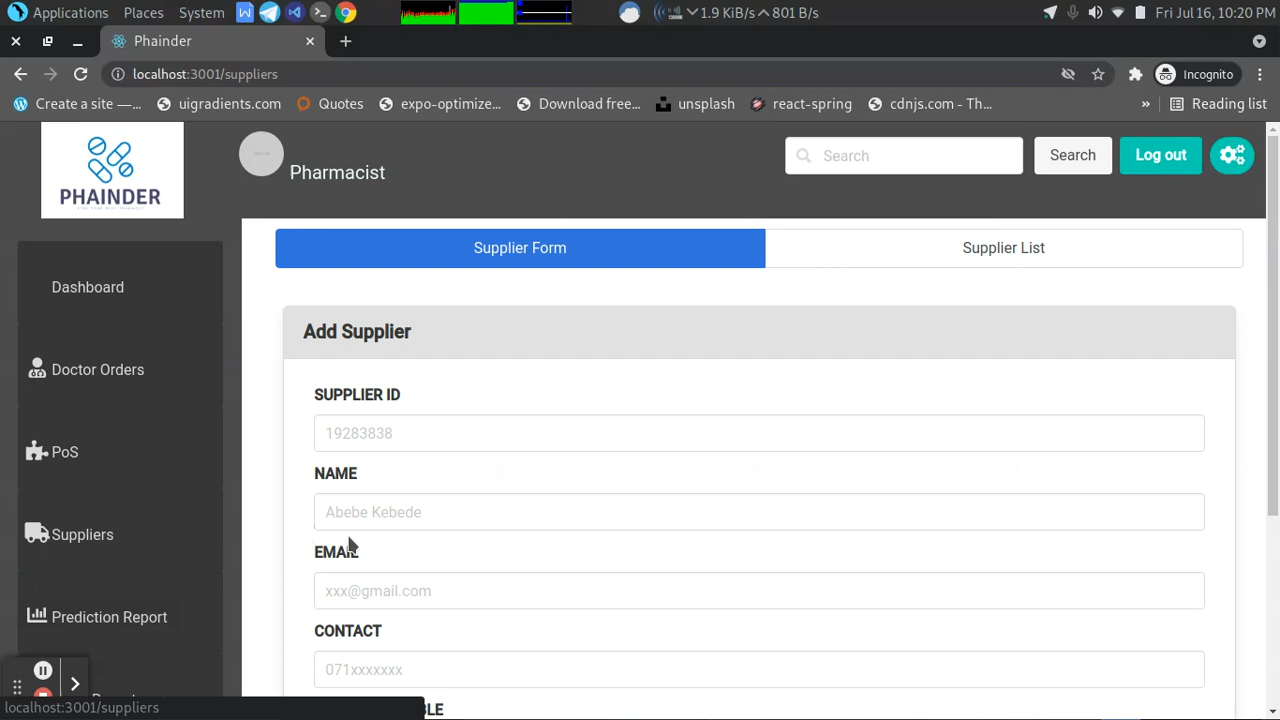 Applications Places System 1.9 KiB/s 301 B/s Fri Jul 16, 10:20 PM
Phainder
localhost:3001/suppliers Incognito
Create a site —... uigradients.com Quotes expo-optimize... Download free... unsplash react-spring cdnjs.com - Th... » Reading list
PHAINDER
Pharmacist
Search Search Log out
Supplier Form Supplier List
Dashboard
Doctor Orders
PoS
Suppliers
Prediction Report
Add Supplier
SUPPLIER ID
19283838
NAME
Abebe Kebede
EMAIL
xxx@gmail.com
CONTACT
071xxxxxxx
localhost:3001/suppliers